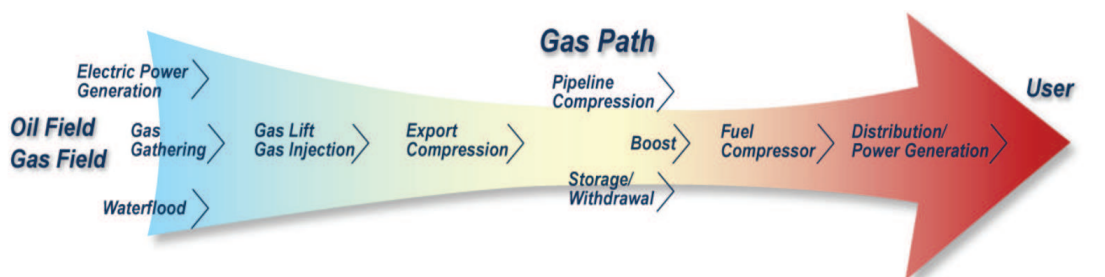 Gas Path
Oil Field
Gas Field
Electric Power
Generation
Gas
Gathering
Waterflood
Gas Lift
Gas Injection
Export
Compression
Pipeline
Compression
Boost
Storage/
Withdrawal
Fuel
Compressor
Distribution/
Power Generation
User